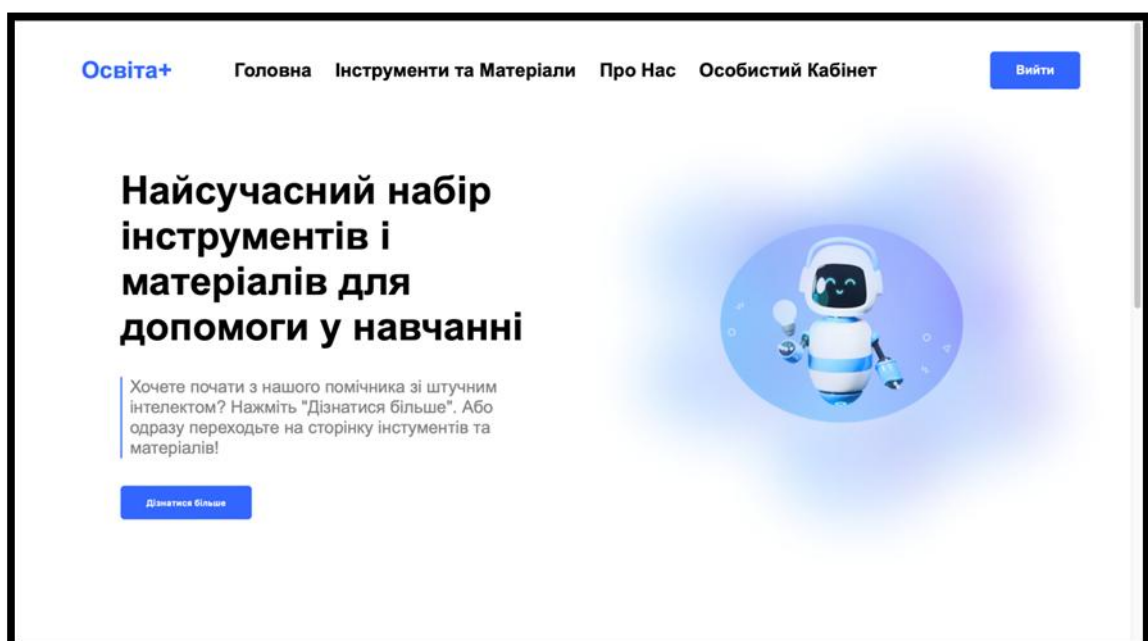 Освіта+
Головна Інструменти та Матеріали Про Нас Особистий Кабінет
Вийти
Найсучасний набір
інструментів і
матеріалів для
допомоги у навчанні
Хочете почати з нашого помічника зі штучним
інтелектом? Нажміть "Дізнатися більше". Або
одразу переходьте на сторінку інстументів та
матеріалів!
Дізнатися більше